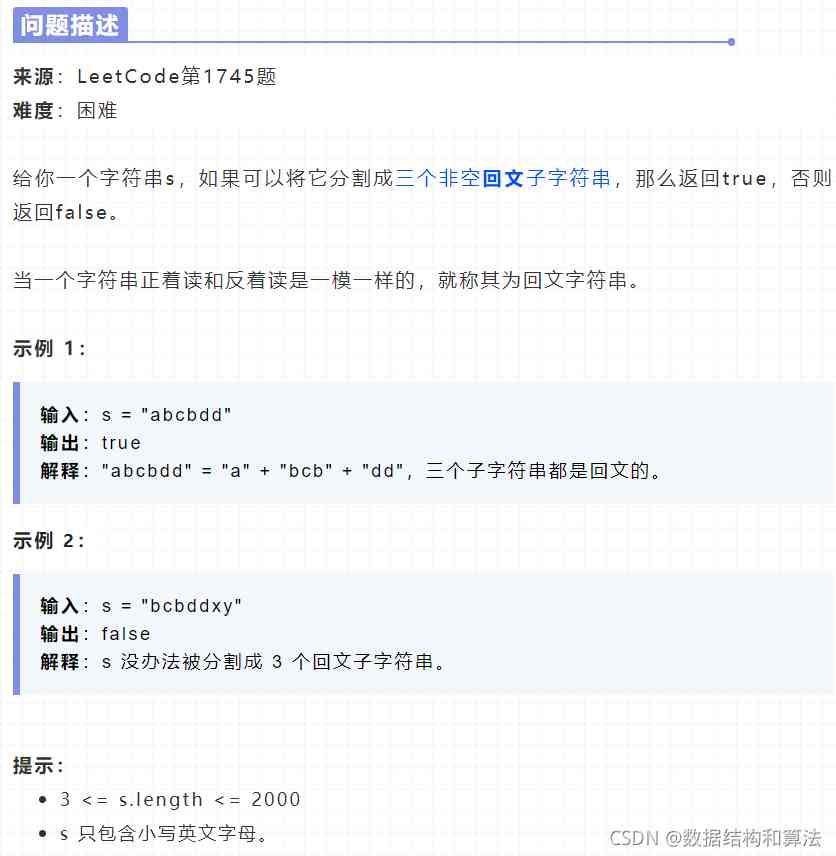 问题描述
来源：LeetCode第1745题
难度：困难
给你一个字符串s，如果可以将它分割成三个非空回文子字符串，那么返回true，否则
返回false。
当一个字符串正着读和反着读是一模一样的，就称其为回文字符串。
示例 1：
输入：s = "abcbdd"
输出：true
解释："abcbdd" = "a" + "bcb" + "dd"，三个子字符串都是回文的。
示例 2：
输入：s = "bcbddxy"
输出：false
解释：s 没办法被分割成 3 个回文子字符串。
提示：
• 3 <= s.length <= 2000
• s 只包含小写英文字母。
CSDN @数据结构和算法